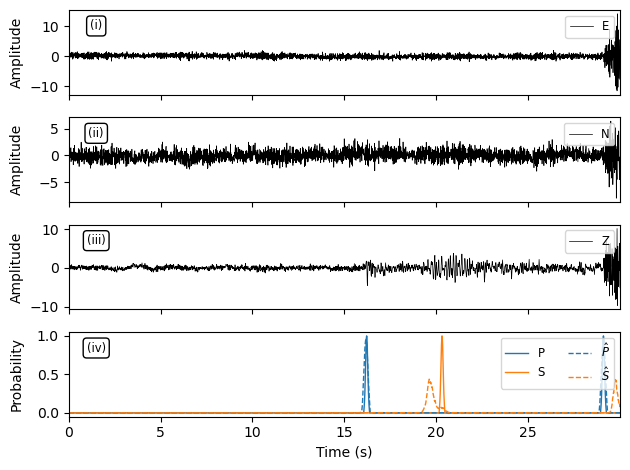 (i)
E
Amplitude
10
0
−10
(ii)
N
Amplitude
5
0
−5
(iii)
Z
Amplitude
10
0
−10
(iv)
P
S
P̂
Ŝ
Probability
1.0
0.5
0.0
0 5 10 15 20 25
Time (s)